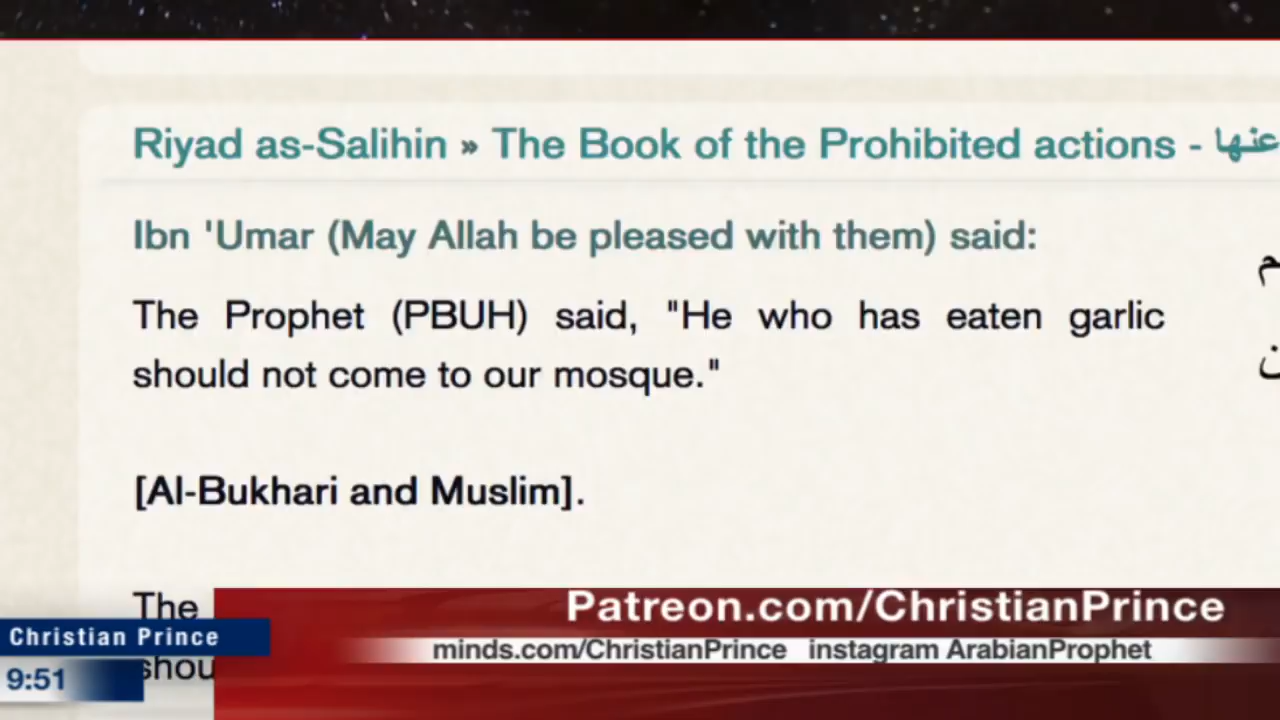 Riyad as-Salihin » The Book of the Prohibited actions - عنها
Ibn 'Umar (May Allah be pleased with them) said:
The Prophet (PBUH) said, "He who has eaten garlic
should not come to our mosque."
[Al-Bukhari and Muslim].
The
shou
Patreon.com/ChristianPrince
Christian Prince
minds.com/ChristianPrince instagram ArabianProphet
9:51